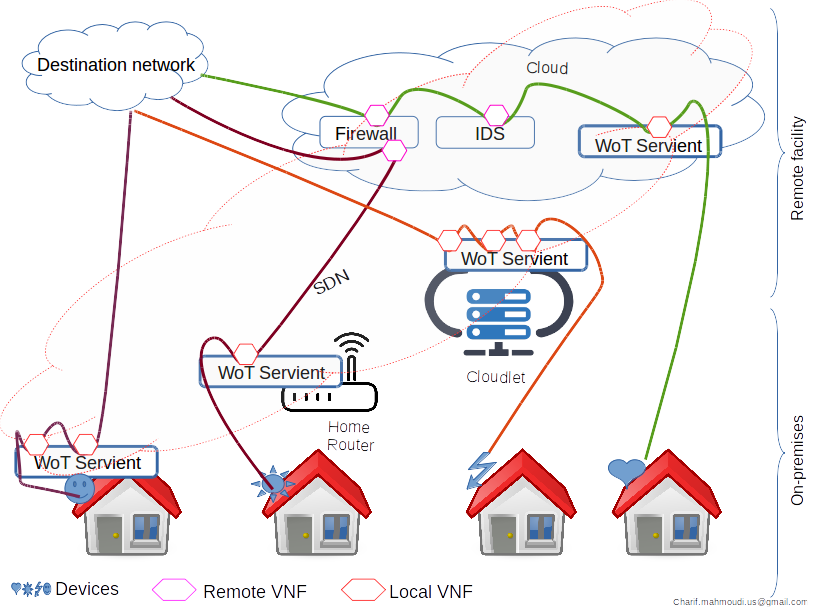 Cloud
Destination network
Firewall
IDS
WoT Servient
Remote facility
WoT Servient
SDN
Cloudlet
WoT Servient
Home
Router
On-premises
WoT Servient
Devices
Remote VNF
Local VNF
Charif.mahmoudi.us@gmail.com